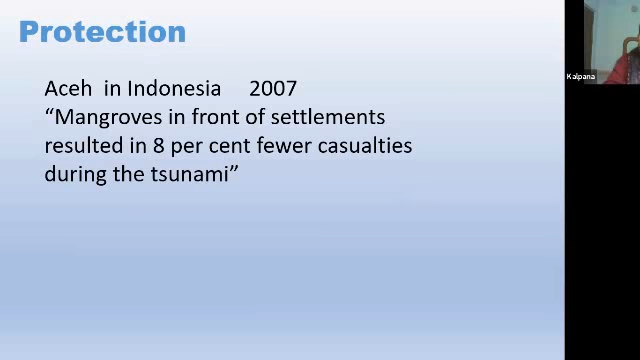 Protection
Aceh in Indonesia 2007
“Mangroves in front of settlements
resulted in 8 per cent fewer casualties
during the tsunami”
Kalpana